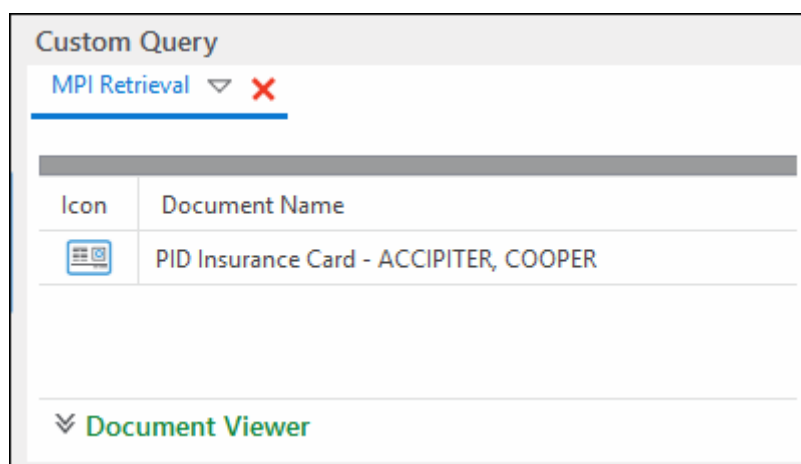 Custom Query
MPI Retrieval
Icon Document Name
PID Insurance Card - ACCIPITER, COOPER
Document Viewer